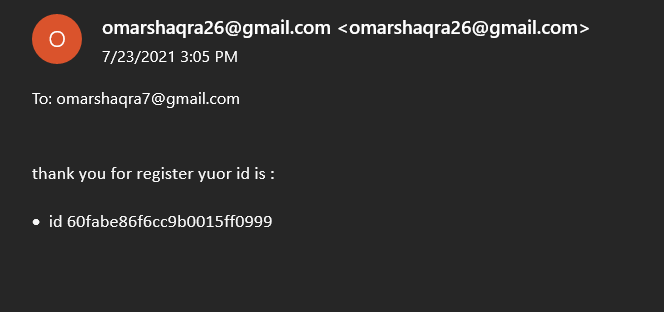 O
omarshaqra26@gmail.com <omarshaqra26@gmail.com>
7/23/2021 3:05 PM
To: omarshaqra7@gmail.com
thank you for register yuor id is :
• id 60fabe86f6cc9b0015ff0999